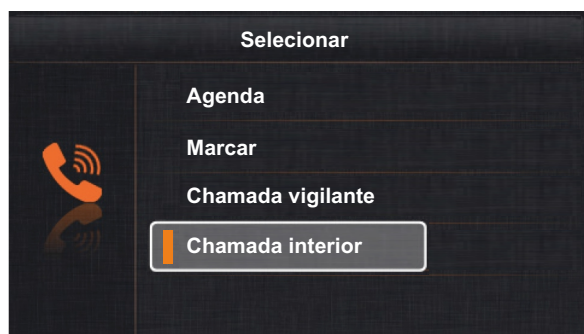 Selecionar
Agenda
Marcar
Chamada vigilante
Chamada interior